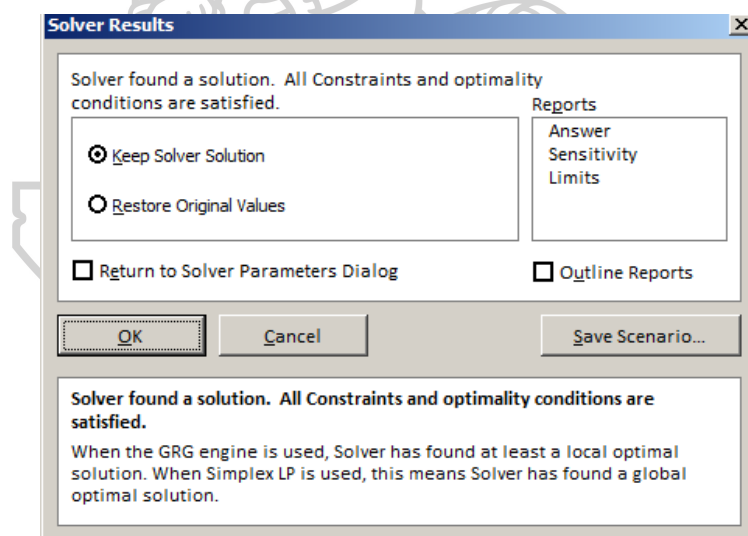 Solver Results
Solver found a solution.  All Constraints and optimality
conditions are satisfied.
Reports
Answer
Sensitivity
Limits
Keep Solver Solution
Restore Original Values
Return to Solver Parameters Dialog
Outline Reports
OK
Cancel
Save Scenario...
Solver found a solution.  All Constraints and optimality conditions are
satisfied.
When the GRG engine is used, Solver has found at least a local optimal
solution. When Simplex LP is used, this means Solver has found a global
optimal solution.